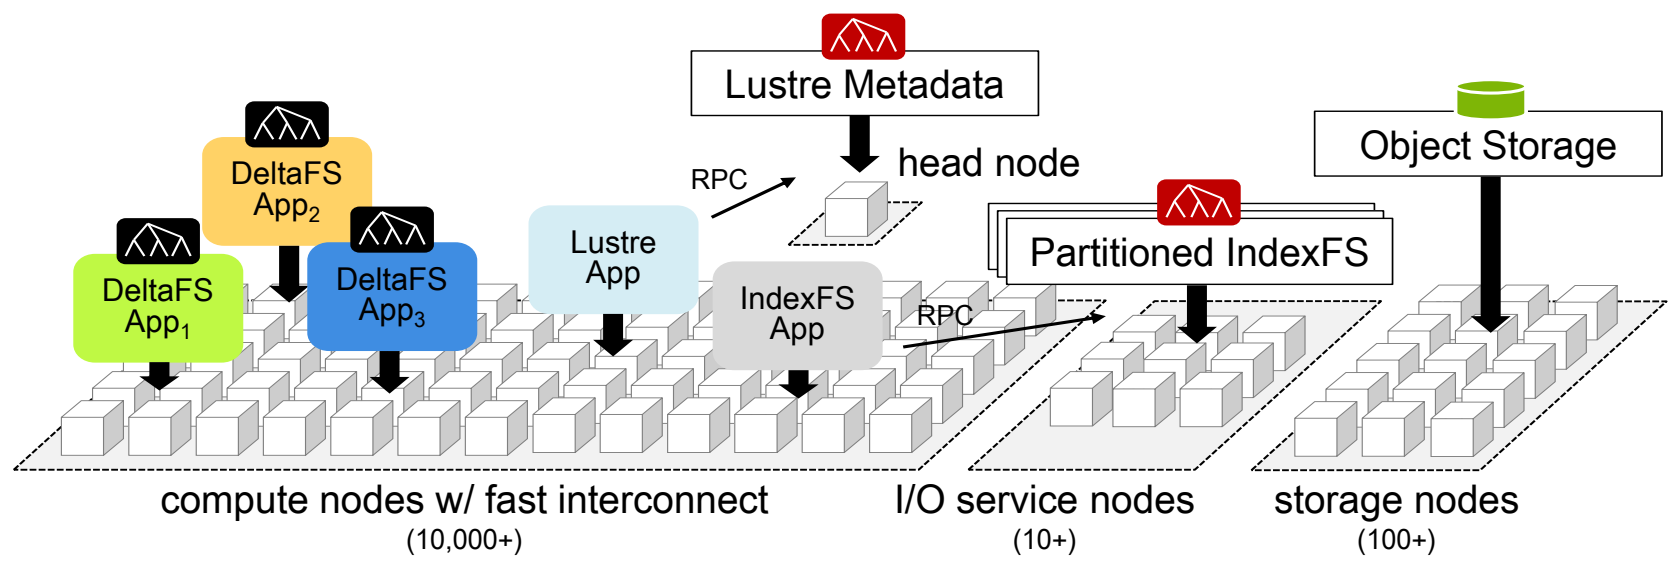 Lustre Metadata
head node
RPC
Object Storage
DeltaFS
App2
DeltaFS
App1
DeltaFS
App3
Lustre
App
IndexFS
App
RPC
Partitioned IndexFS
compute nodes w/ fast interconnect
(10,000+)
I/O service nodes
(10+)
storage nodes
(100+)